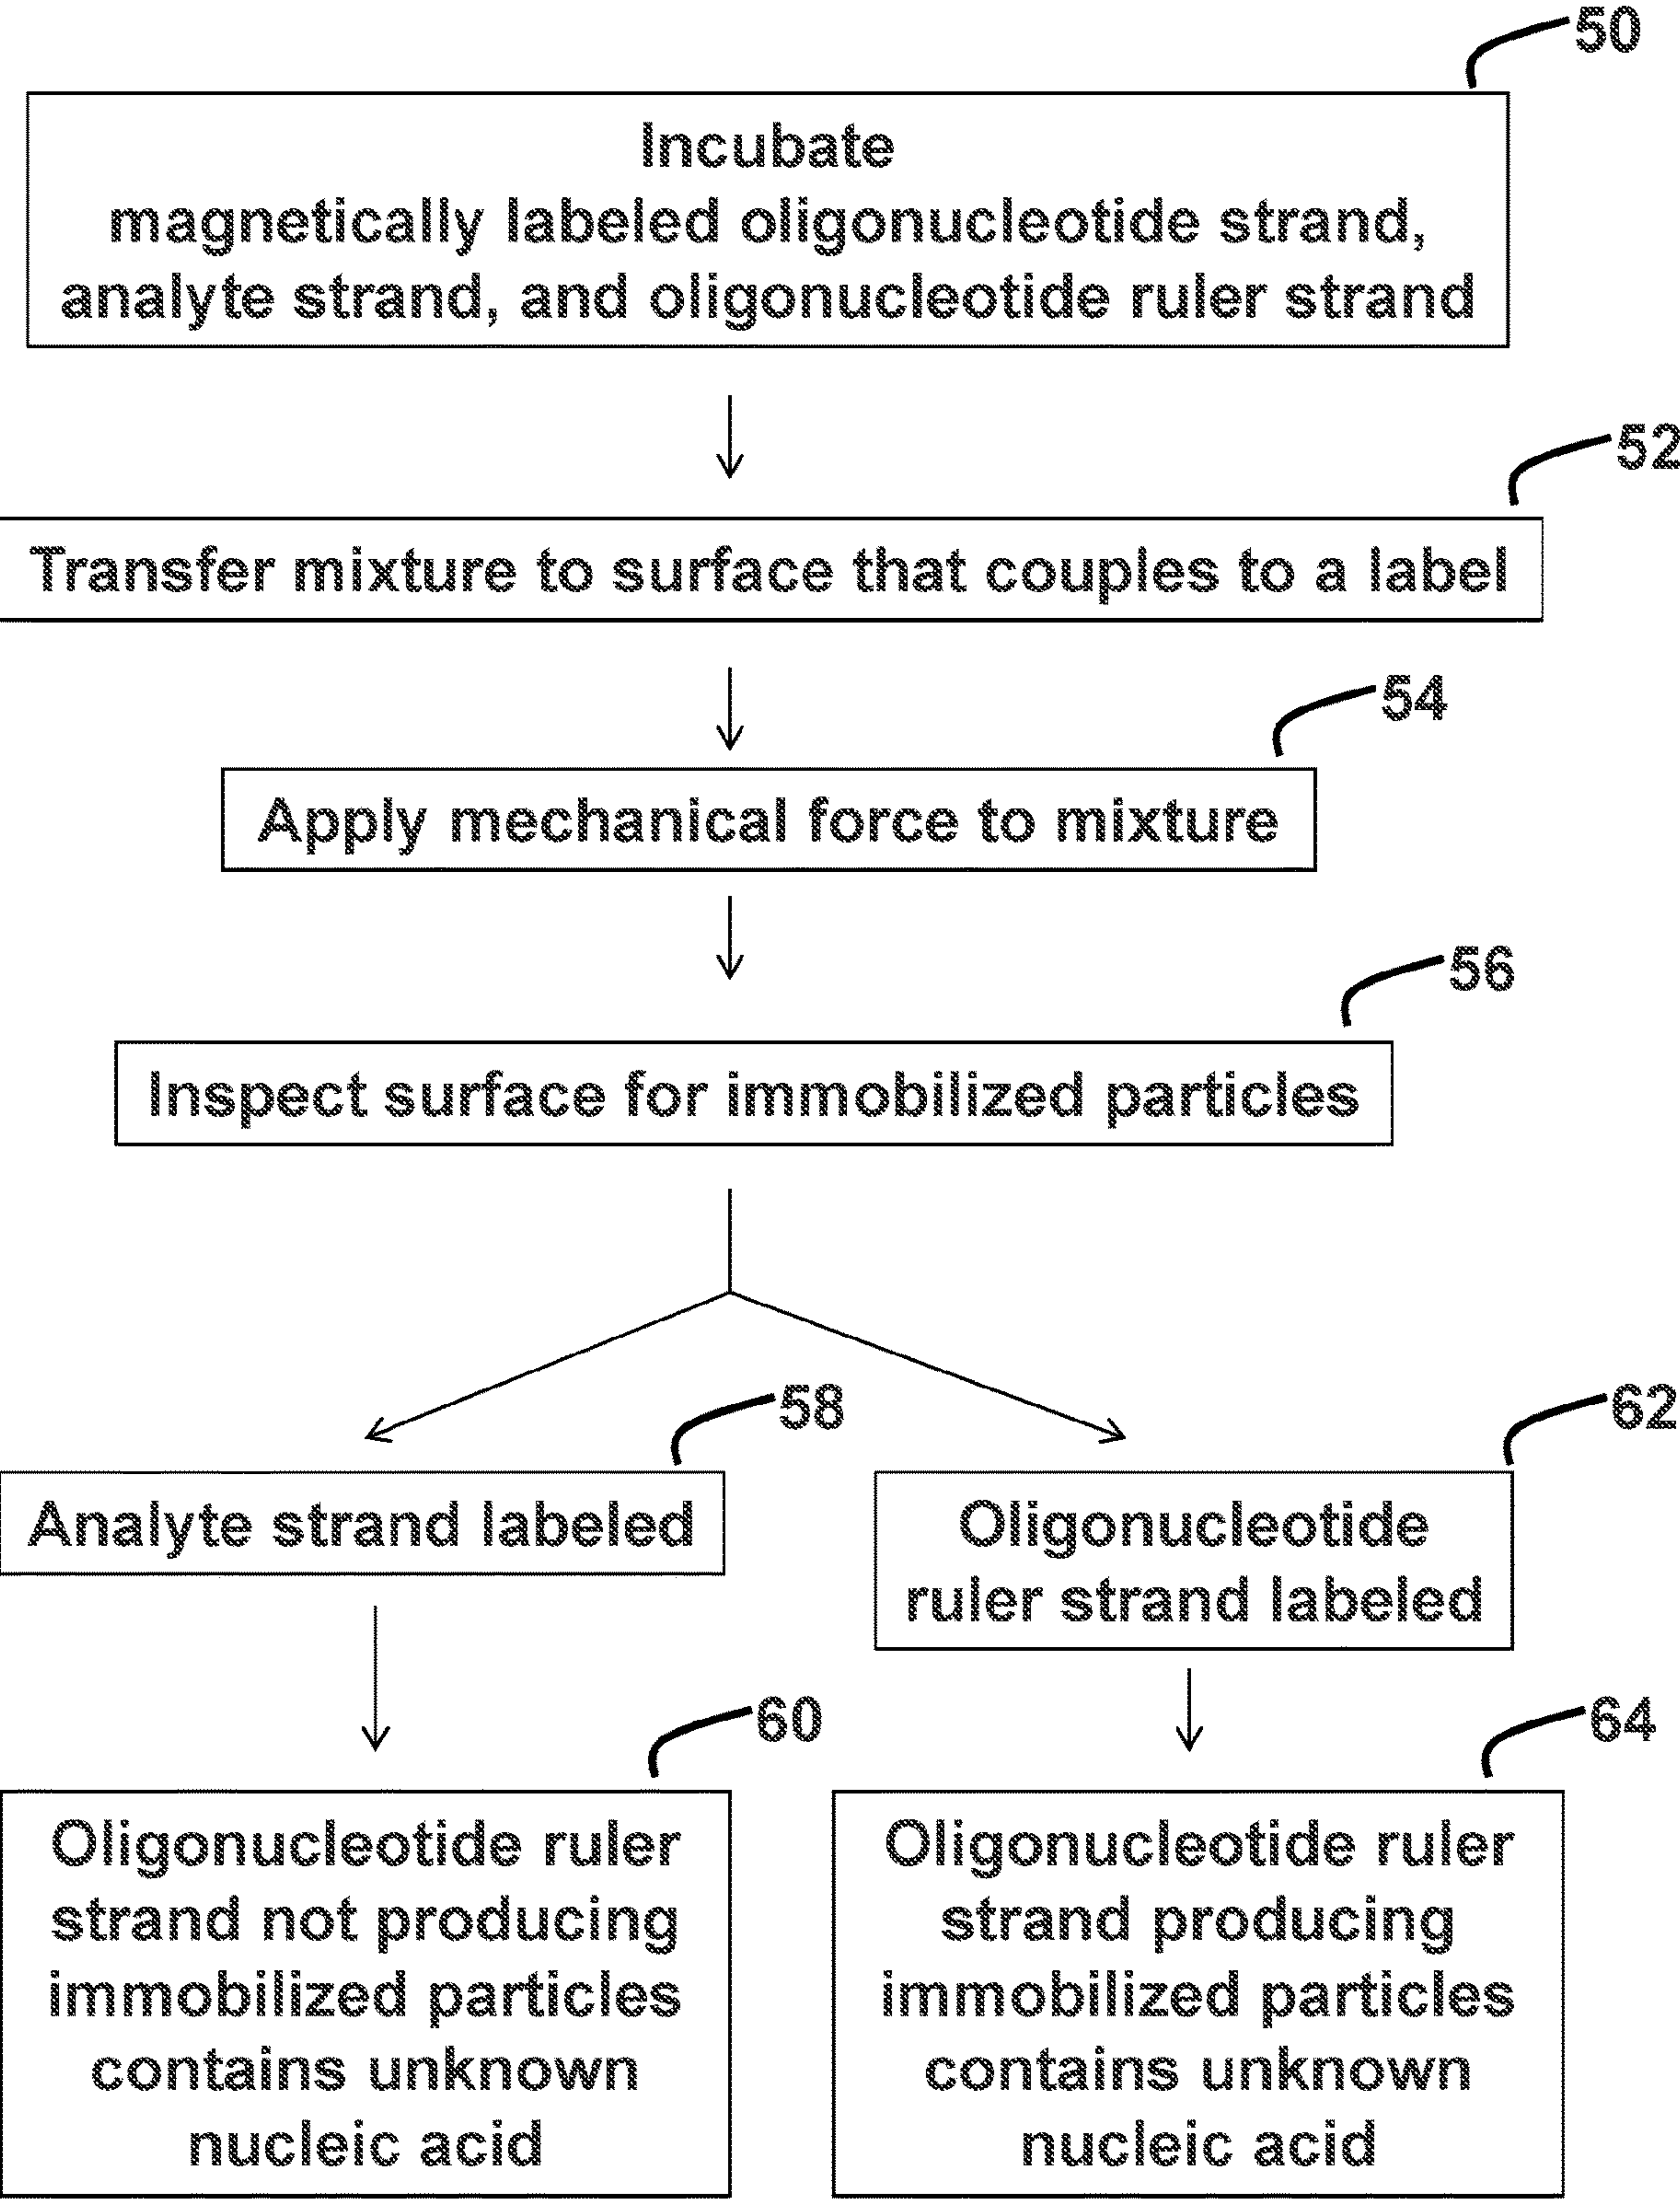 50
Incubate
magnetically labeled oligonucleotide strand,
analyte strand, and oligonucleotide ruler strand
52
Transfer mixture to surface that couples to a label
54
Apply mechanical force to mixture
56
Inspect surface for immobilized particles
58
Analyte strand labeled
62
Oligonucleotide
ruler strand labeled
60
Oligonucleotide ruler
strand not producing
immobilized particles
contains unknown
nucleic acid
64
Oligonucleotide ruler
strand producing
immobilized particles
contains unknown
nucleic acid